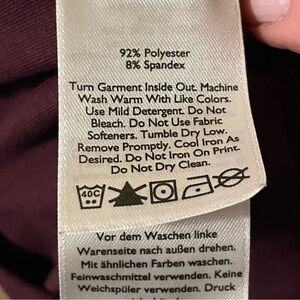 92% Polyester
8% Spandex
Turn Garment Inside Out. Machine
Wash Warm With Like Colors.
Use Mild Detergent. Do Not
Bleach. Do Not Use Fabric
Softeners. Tumble Dry Low.
Remove Promptly. Cool Iron As
Desired. Do Not Iron On Print.
Do Not Dry Clean.
40C
Vor dem Waschen linke
Warenseite nach außen drehen.
Mit ähnlichen Farben waschen.
Feinwaschmittel verwenden. Keine
Weichspüler verwenden. Druck